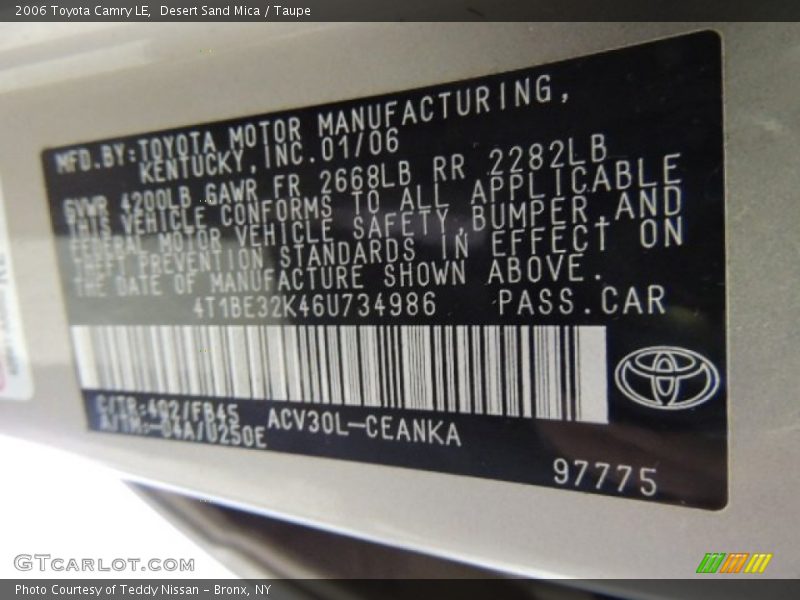 2006 Toyota Camry LE, Desert Sand Mica / Taupe
MFD.BY:TOYOTA MOTOR MANUFACTURING,
KENTUCKY,INC.01/06
GVWR 4200LB GAWR FR 2668LB RR 2282LB
THIS VEHICLE CONFORMS TO ALL APPLICABLE
FEDERAL MOTOR VEHICLE SAFETY,BUMPER,AND
THEFT PREVENTION STANDARDS IN EFFECT ON
THE DATE OF MANUFACTURE SHOWN ABOVE.
4T1BE32K46U734986 PASS.CAR
C/TR:4Q2/FB45 ACV30L-CEANKA
A/TM:-04A/U250E
97775
GTCARLOT.COM
Photo Courtesy of Teddy Nissan - Bronx, NY